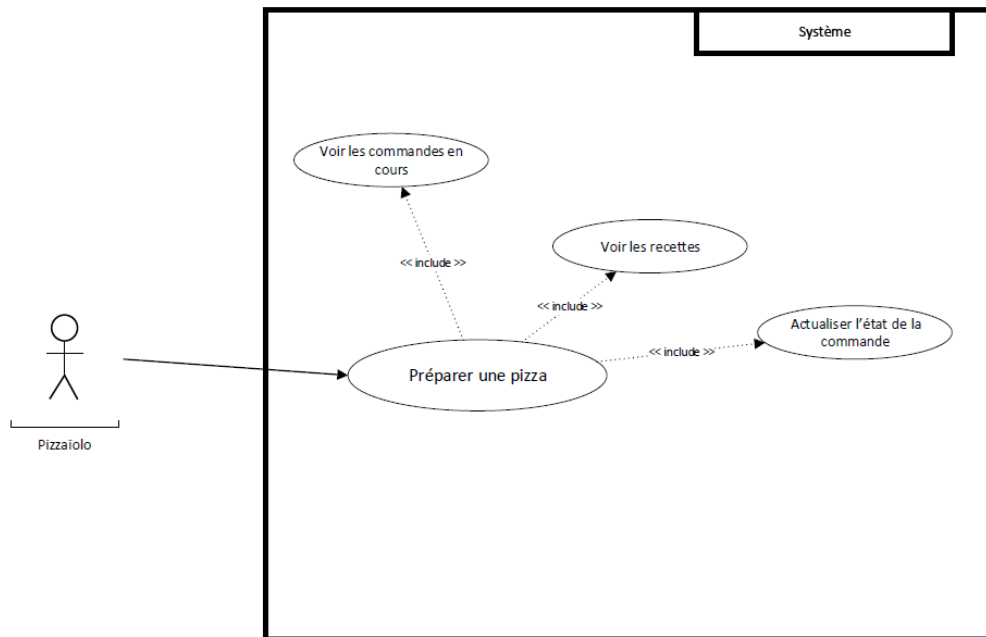 Système
Voir les commandes en
cours
Voir les recettes
<< include >>
<< include >>
Actualiser l'état de la
commande
<< include >>
Préparer une pizza
Pizzaïolo